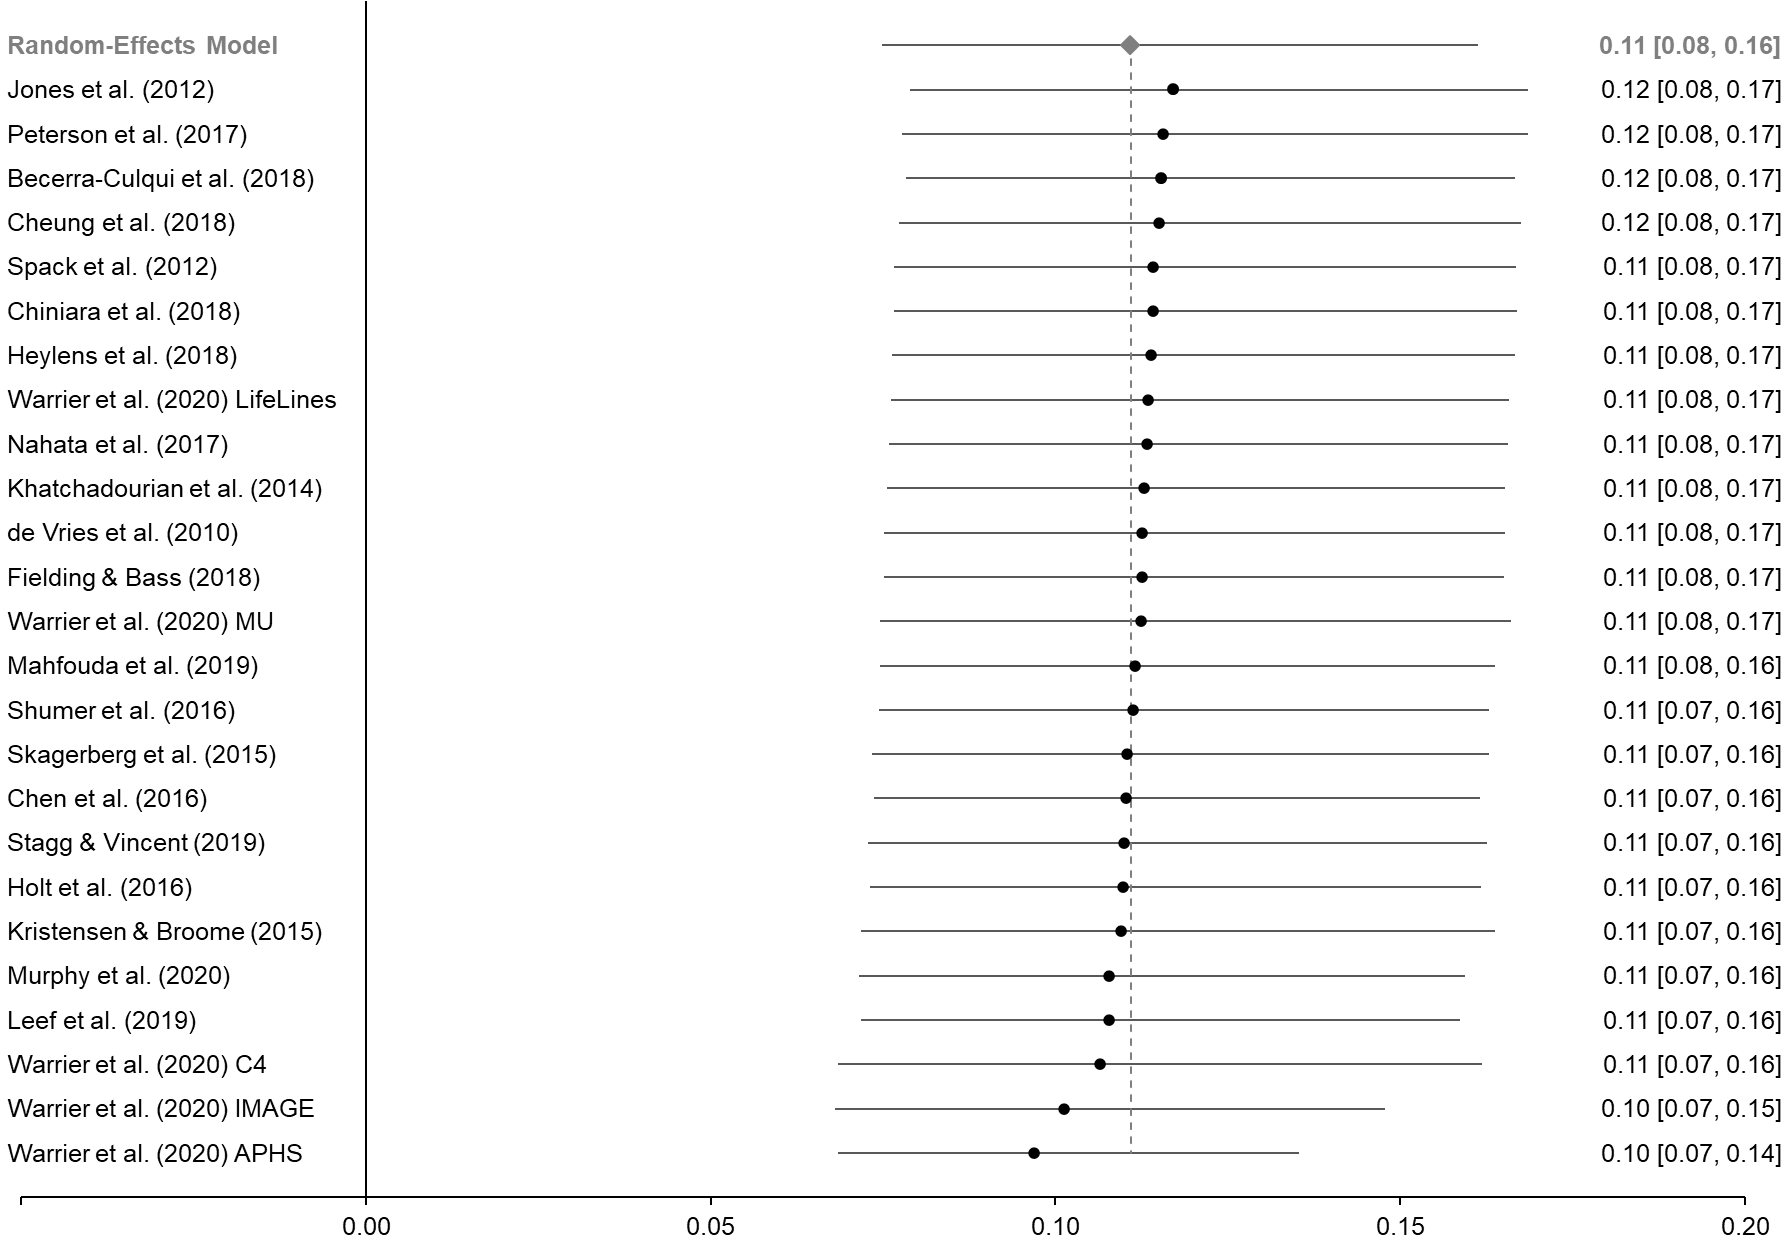 Random-Effects Model 0.11 [0.08, 0.16]
Jones et al. (2012) 0.12 [0.08, 0.17]
Peterson et al. (2017) 0.12 [0.08, 0.17]
Becerra-Culqui et al. (2018) 0.12 [0.08, 0.17]
Cheung et al. (2018) 0.12 [0.08, 0.17]
Spack et al. (2012) 0.11 [0.08, 0.17]
Chiniara et al. (2018) 0.11 [0.08, 0.17]
Heylens et al. (2018) 0.11 [0.08, 0.17]
Warrier et al. (2020) LifeLines 0.11 [0.08, 0.17]
Nahata et al. (2017) 0.11 [0.08, 0.17]
Khatchadourian et al. (2014) 0.11 [0.08, 0.17]
de Vries et al. (2010) 0.11 [0.08, 0.17]
Fielding & Bass (2018) 0.11 [0.08, 0.17]
Warrier et al. (2020) MU 0.11 [0.08, 0.17]
Mahfouda et al. (2019) 0.11 [0.08, 0.16]
Shumer et al. (2016) 0.11 [0.07, 0.16]
Skagerberg et al. (2015) 0.11 [0.07, 0.16]
Chen et al. (2016) 0.11 [0.07, 0.16]
Stagg & Vincent (2019) 0.11 [0.07, 0.16]
Holt et al. (2016) 0.11 [0.07, 0.16]
Kristensen & Broome (2015) 0.11 [0.07, 0.16]
Murphy et al. (2020) 0.11 [0.07, 0.16]
Leef et al. (2019) 0.11 [0.07, 0.16]
Warrier et al. (2020) C4 0.11 [0.07, 0.16]
Warrier et al. (2020) IMAGE 0.10 [0.07, 0.15]
Warrier et al. (2020) APHS 0.10 [0.07, 0.14]
0.00 0.05 0.10 0.15 0.20